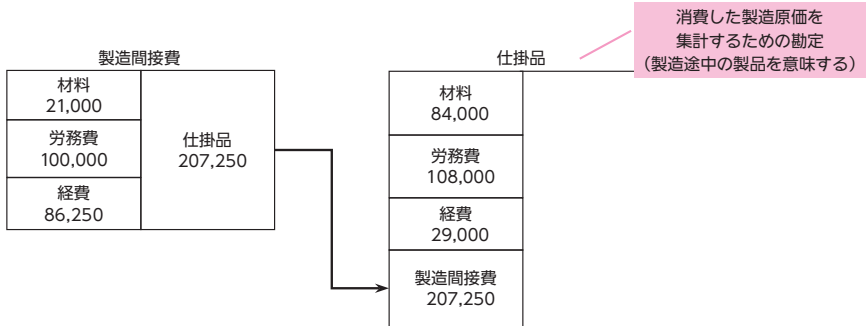 消費した製造原価を
集計するための勘定
(製造途中の製品を意味する)
製造間接費
材料
21,000
労務費
100,000
経費
86,250
仕掛品
207,250
仕掛品
材料
84,000
労務費
108,000
経費
29,000
製造間接費
207,250